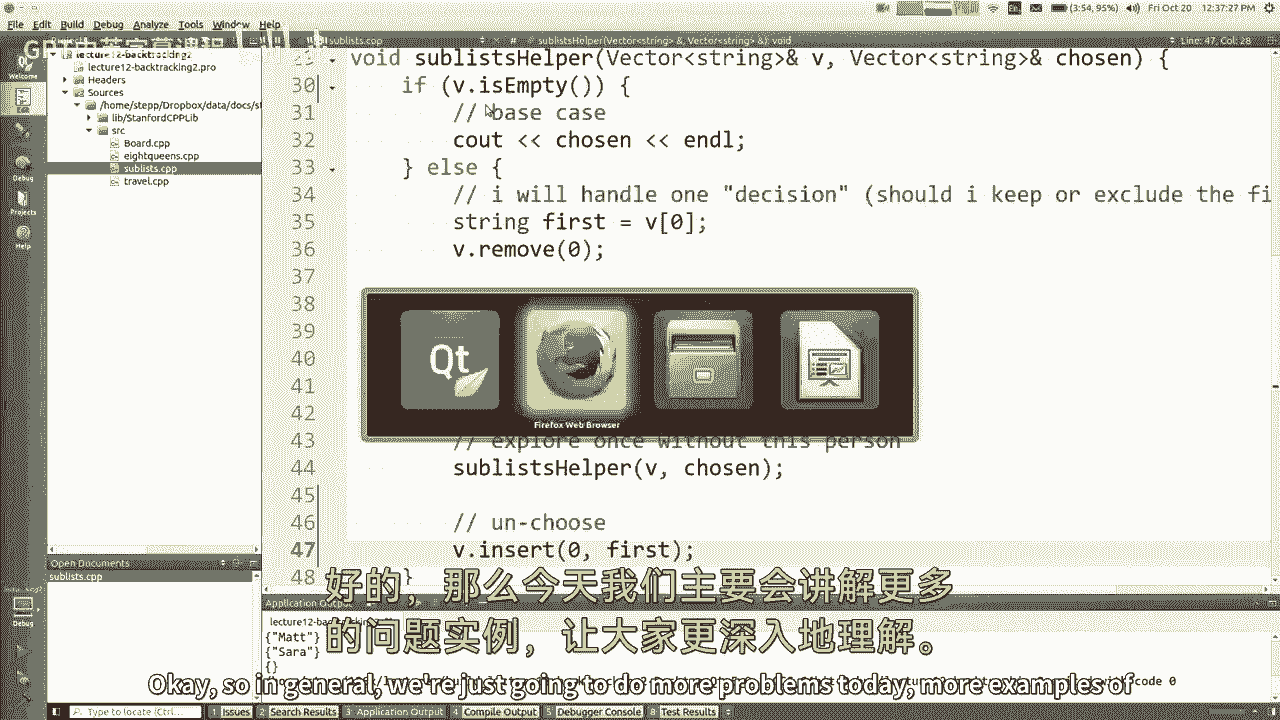 File Edit Build Debug Analyze Tools Window Help
(3:54, 95%) Fri Oct 20 12:37:27 PM
sublists.cpp
sublistsHelper(Vector<string> &, Vector<string>&): void
Line: 47, Col: 28
Welcome
Debug
Projects
Help
Debug
lecture12-backtracking2
lecture12-backtracking2.pro
Headers
Sources
/home/stepp/Dropbox/data/docs/st
lib/StanfordCPPLib
src
Board.cpp
eightqueens.cpp
sublists.cpp
travel.cpp
Open Documents
sublists.cpp
29 void sublistsHelper(Vector<string>& v, Vector<string>& chosen) {
30 if (v.isEmpty()) {
31 // base case
32 cout << chosen << endl;
33 } else {
34 // i will handle one "decision" (should i keep or exclude the fi
35 string first = v[0];
36 v.remove(0);
37
38
39
40
41
42
43 // explore once without this person
44 sublistsHelper(v, chosen);
45
46 // un-choose
47 v.insert(0, first);
48 }
Qt
Firefox Web Browser
Application Output
{"Matt"}
{"Sara"}
{}
code 0
好的，那么今天我们主要会讲解更多
的问题实例，让大家更深入地理解。
Okay, so in general, we're just going to do more problems today, more examples of
Type to locate (Ctrl+...
1 Issues 2 Search Results 3 Application Output 4 Compile Output 5 Debugger Console 8 Test Results